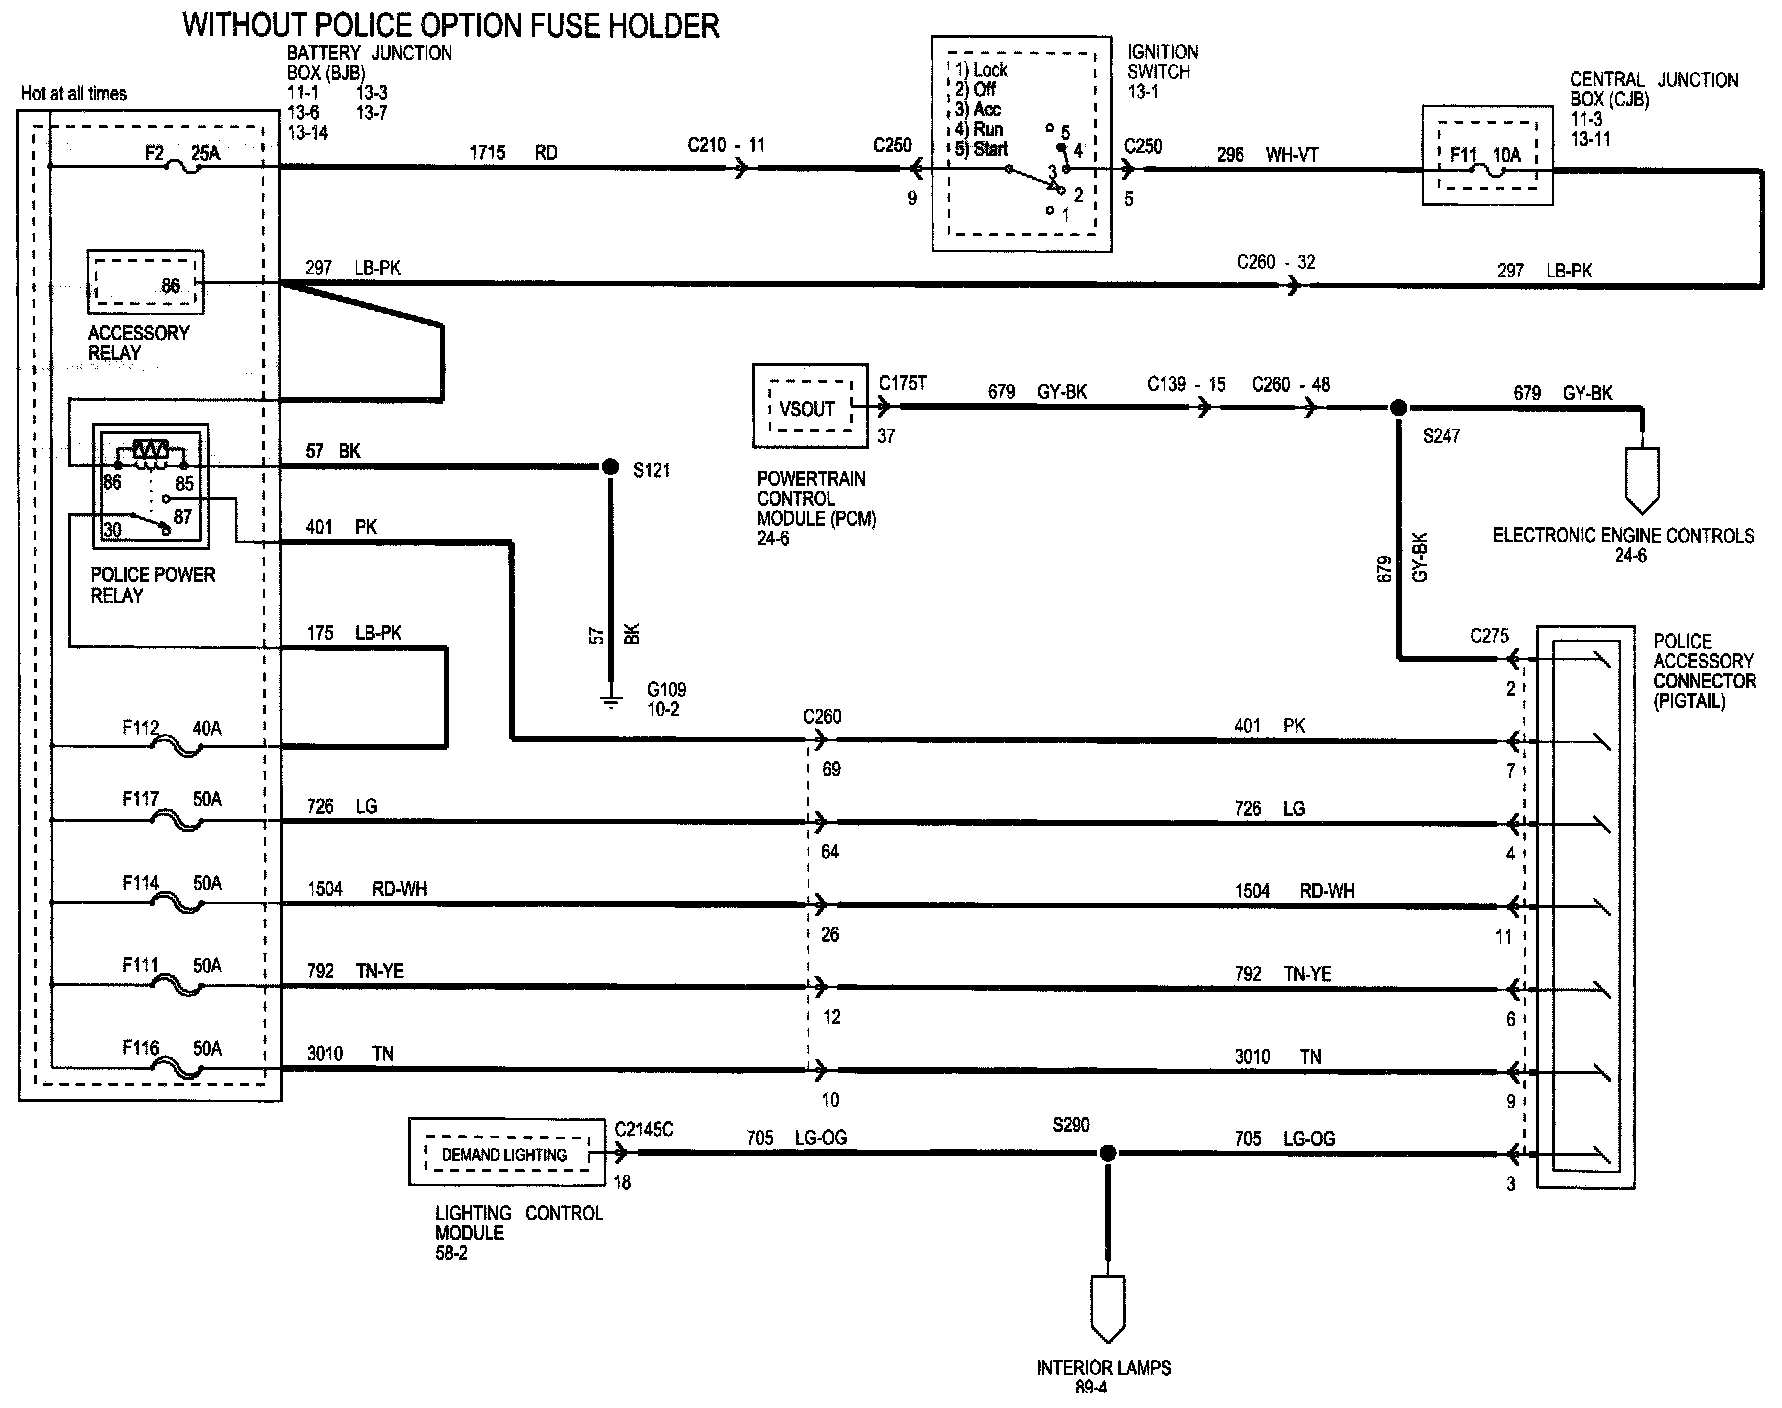 WITHOUT POLICE OPTION FUSE HOLDER
BATTERY JUNCTION
BOX (BJB)
11-1 13-3
13-6 13-7
13-14
Hot at all times
F2 25A
1715 RD
C210 - 11
C250
9
1) Lock
2) Off
3) Acc
4) Run
5) Start
5
4
3
2
1
IGNITION
SWITCH
13-1
C250
5
296 WH-VT
CENTRAL JUNCTION
BOX (CJB)
11-3
13-11
F11 10A
86
ACCESSORY
RELAY
297 LB-PK
C260 - 32
297 LB-PK
VSOUT
C175T
37
POWERTRAIN
CONTROL
MODULE (PCM)
24-6
679 GY-BK
C139 - 15
C260 - 48
S247
679 GY-BK
ELECTRONIC ENGINE CONTROLS
24-6
679 GY-BK
86
85
87
30
POLICE POWER
RELAY
57 BK
S121
57 BK
G109
10-2
401 PK
175 LB-PK
C275
2
POLICE
ACCESSORY
CONNECTOR
(PIGTAIL)
F112 40A
C260
69
401 PK
7
F117 50A
726 LG
64
726 LG
4
F114 50A
1504 RD-WH
26
1504 RD-WH
11
F111 50A
792 TN-YE
12
792 TN-YE
6
F116 50A
3010 TN
10
3010 TN
9
DEMAND LIGHTING
C2145C
18
LIGHTING CONTROL
MODULE
58-2
705 LG-OG
S290
705 LG-OG
3
INTERIOR LAMPS
89-4